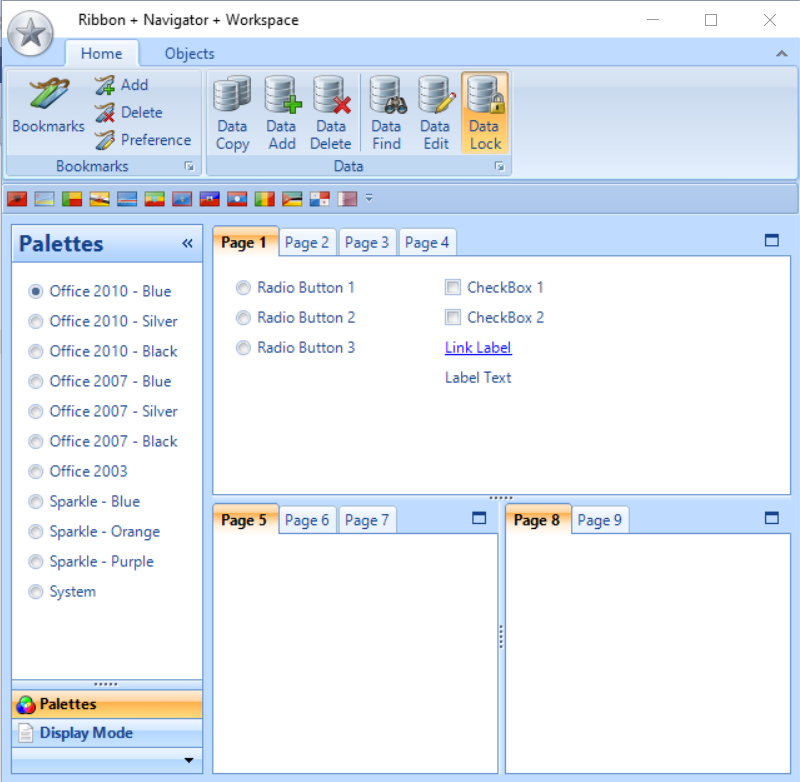 Ribbon + Navigator + Workspace
Home Objects
Bookmarks
Add
Delete
Preference
Data Copy
Data Add
Data Delete
Data Find
Data Edit
Data Lock
Bookmarks Data
Palettes «
Office 2010 - Blue
Office 2010 - Silver
Office 2010 - Black
Office 2007 - Blue
Office 2007 - Silver
Office 2007 - Black
Office 2003
Sparkle - Blue
Sparkle - Orange
Sparkle - Purple
System
Palettes
Display Mode
Page 1 Page 2 Page 3 Page 4
Radio Button 1
Radio Button 2
Radio Button 3
CheckBox 1
CheckBox 2
Link Label
Label Text
Page 5 Page 6 Page 7
Page 8 Page 9